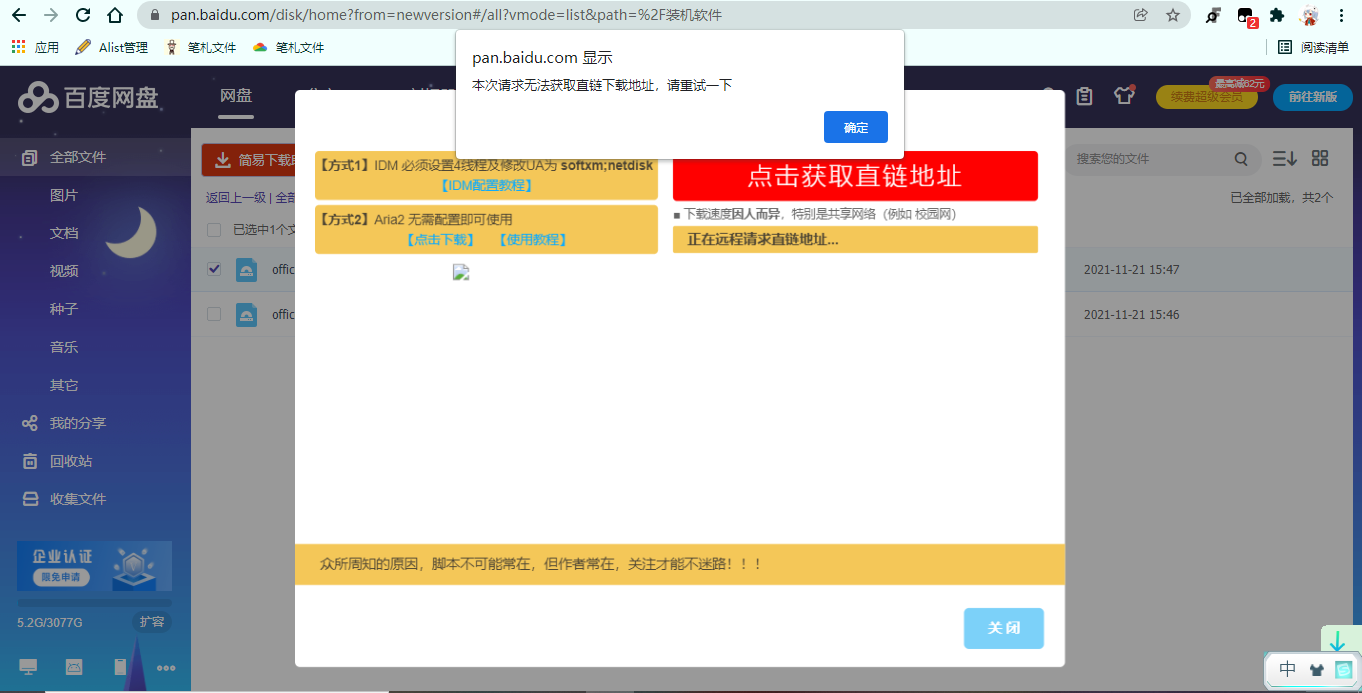 pan.baidu.com/disk/home?from=newversion#/all?vmode=list&path=%2F装机软件
2
应用 Alist管理 笔札文件 笔札文件 阅读清单
pan.baidu.com 显示
本次请求无法获取直链下载地址，请重试一下
确定
百度网盘
网盘
最高减82元
续费超级会员
前往新版
全部文件
图片
文档
视频
种子
音乐
其它
我的分享
回收站
收集文件
企业认证
限免申请
5.2G/3077G 扩容
简易下载
搜索您的文件
返回上一级 | 全部
已全部加载，共2个
已选中1个文
offic
2021-11-21 15:47
offic
2021-11-21 15:46
【方式1】IDM 必须设置4线程及修改UA为 softxm;netdisk
【IDM配置教程】
【方式2】Aria2 无需配置即可使用
【点击下载】 【使用教程】
点击获取直链地址
■ 下载速度因人而异，特别是共享网络（例如 校园网）
正在远程请求直链地址...
众所周知的原因，脚本不可能常在，但作者常在，关注才能不迷路！！！
关闭
中